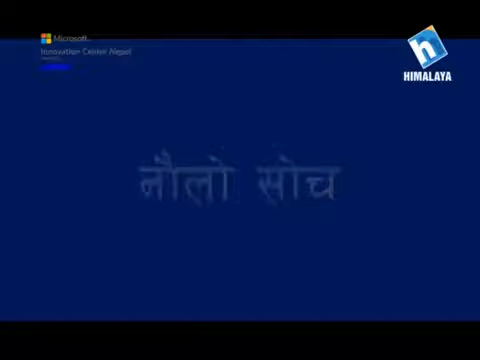 Microsoft
Innovation Center Nepal
HIMALAYA
नौलो सोच